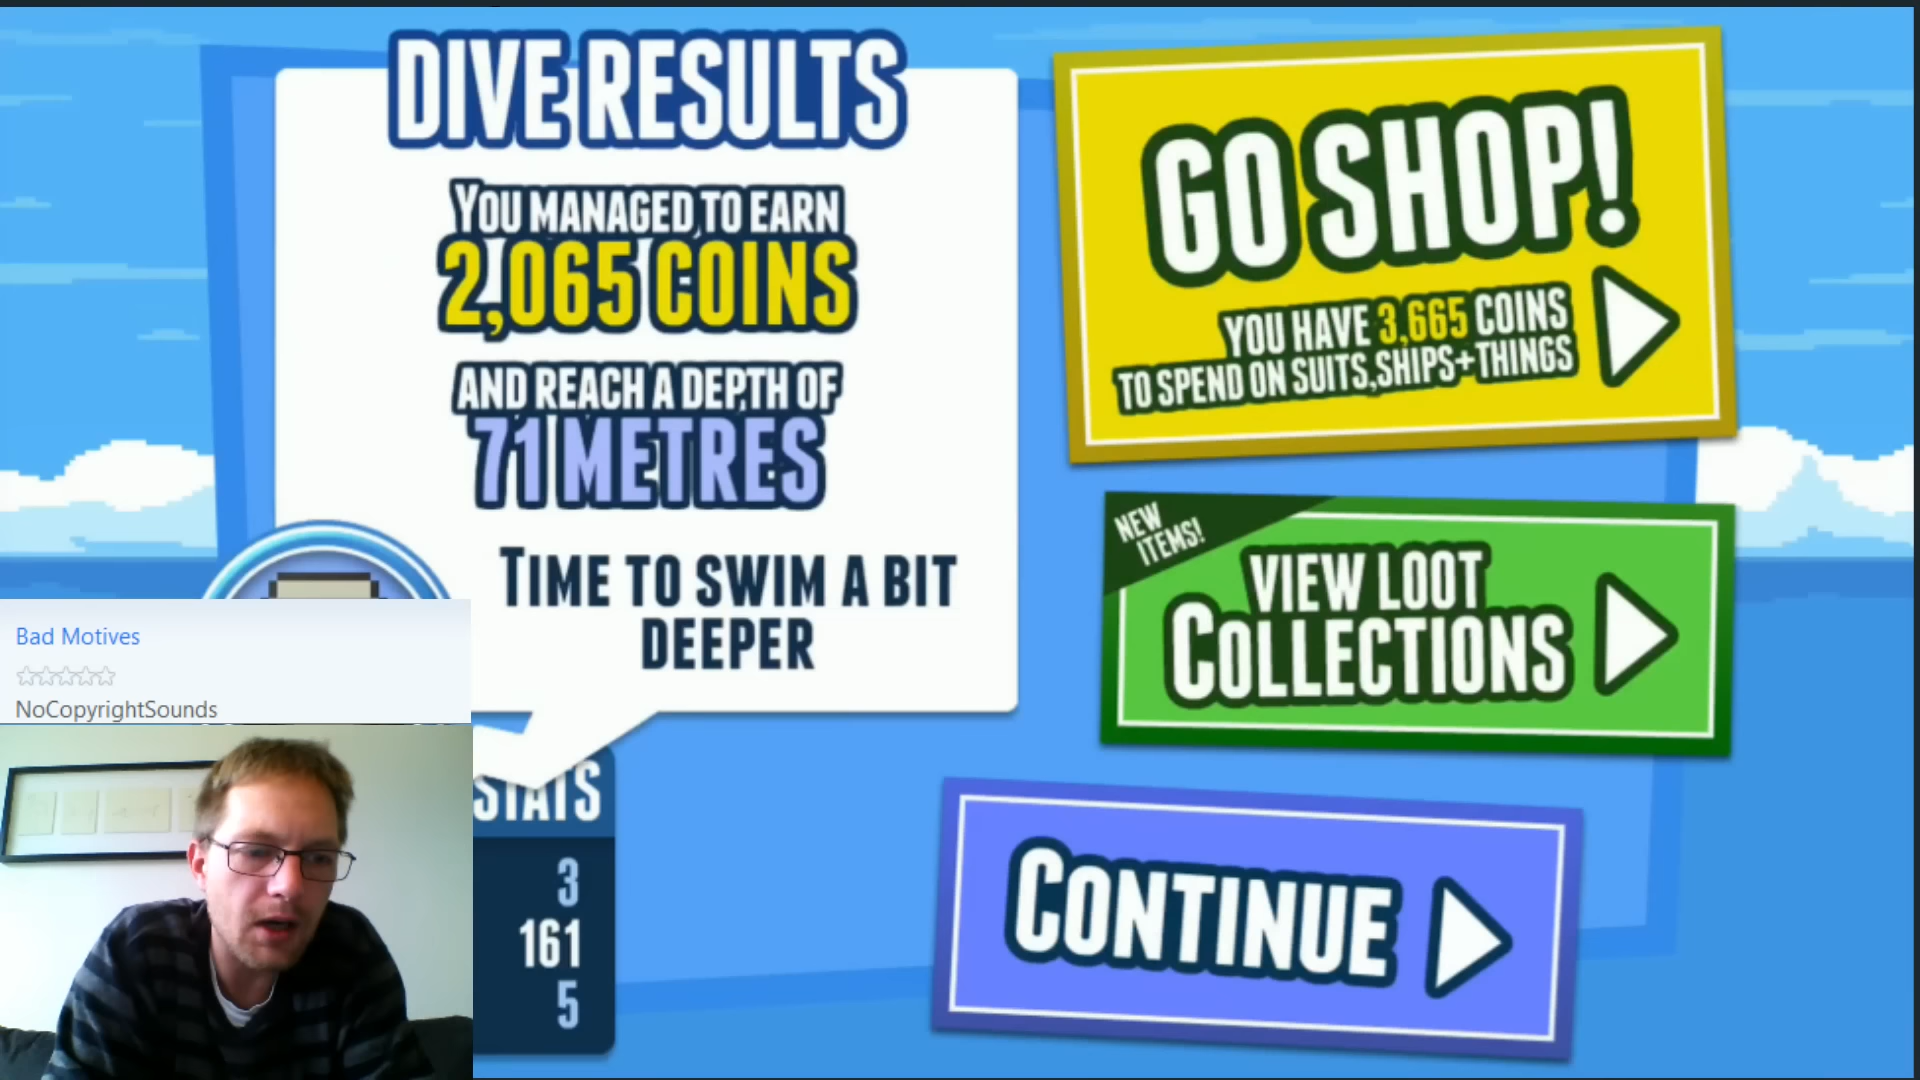 DIVE RESULTS
YOU MANAGED TO EARN
2,065 COINS
AND REACH A DEPTH OF
71 METRES
TIME TO SWIM A BIT
DEEPER
GO SHOP!
YOU HAVE 3,665 COINS
TO SPEND ON SUITS,SHIPS+THINGS
NEW
ITEMS!
VIEW LOOT
COLLECTIONS
CONTINUE
Bad Motives
NoCopyrightSounds
STATS
3
161
5